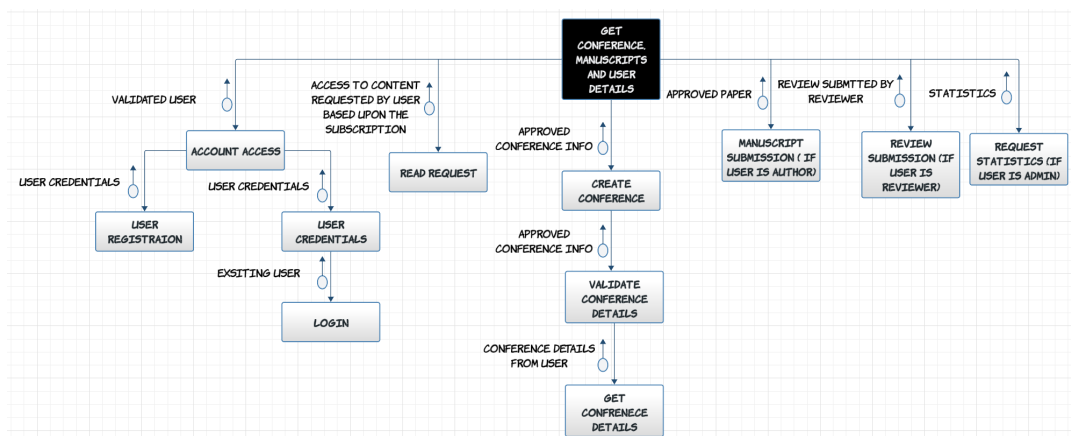 GET
CONFERENCE,
MANUSCRIPTS
AND USER
DETAILS
VALIDATED USER
ACCESS TO CONTENT
REQUESTED BY USER
BASED UPON THE
SUBSCRIPTION
APPROVED PAPER
REVIEW SUBMTTED BY
REVIEWER
STATISTICS
APPROVED
CONFERENCE INFO
ACCOUNT ACCESS
READ REQUEST
MANUSCRIPT
SUBMISSION ( IF
USER IS AUTHOR)
REVIEW
SUBMISSION (IF
USER IS
REVIEWER)
REQUEST
STATISTICS (IF
USER IS ADMIN)
USER CREDENTIALS
USER CREDENTIALS
CREATE
CONFERENCE
USER
REGISTRAION
USER
CREDENTIALS
APPROVED
CONFERENCE INFO
EXSITING USER
VALIDATE
CONFERENCE
DETAILS
LOGIN
CONFERENCE DETAILS
FROM USER
GET
CONFRENECE
DETAILS